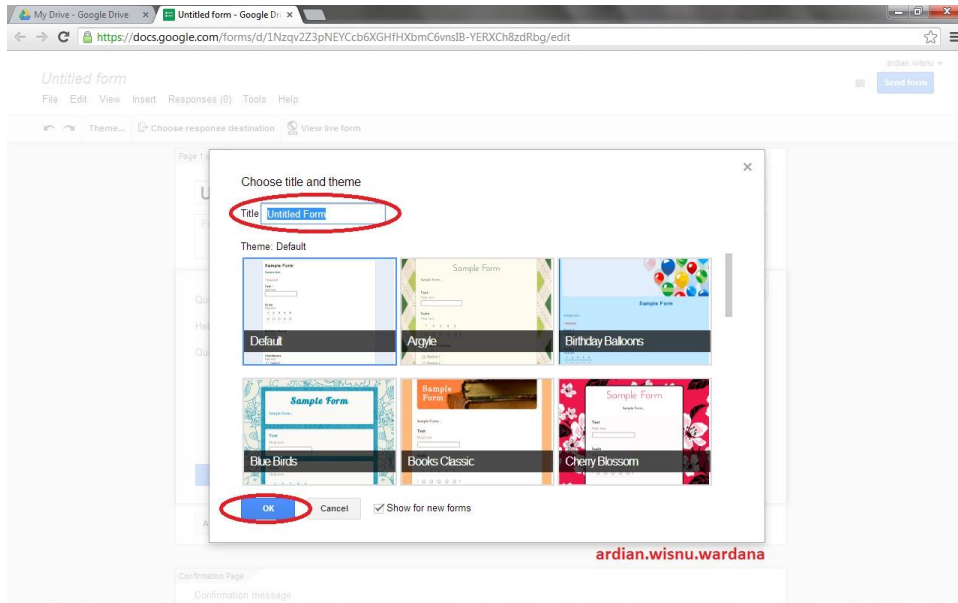 My Drive - Google Drive
Untitled form - Google Dri
https://docs.google.com/forms/d/1Nzqv2Z3pNEYCcb6XGHfHXbmC6vnsIB-YERXCh8zdRbg/edit
ardian wisnu
Untitled form
Send form
File Edit View Insert Responses (0) Tools Help
Theme... Choose response destination View live form
Page 1
Choose title and theme
Title Untitled Form
Theme: Default
Sample Form
Sample Form
Sample Form
Default
Argyle
Birthday Balloons
Sample Form
Sample Form
Sample Form
Blue Birds
Books Classic
Cherry Blossom
OK Cancel Show for new forms
ardian.wisnu.wardana
Confirmation Page
Confirmation message